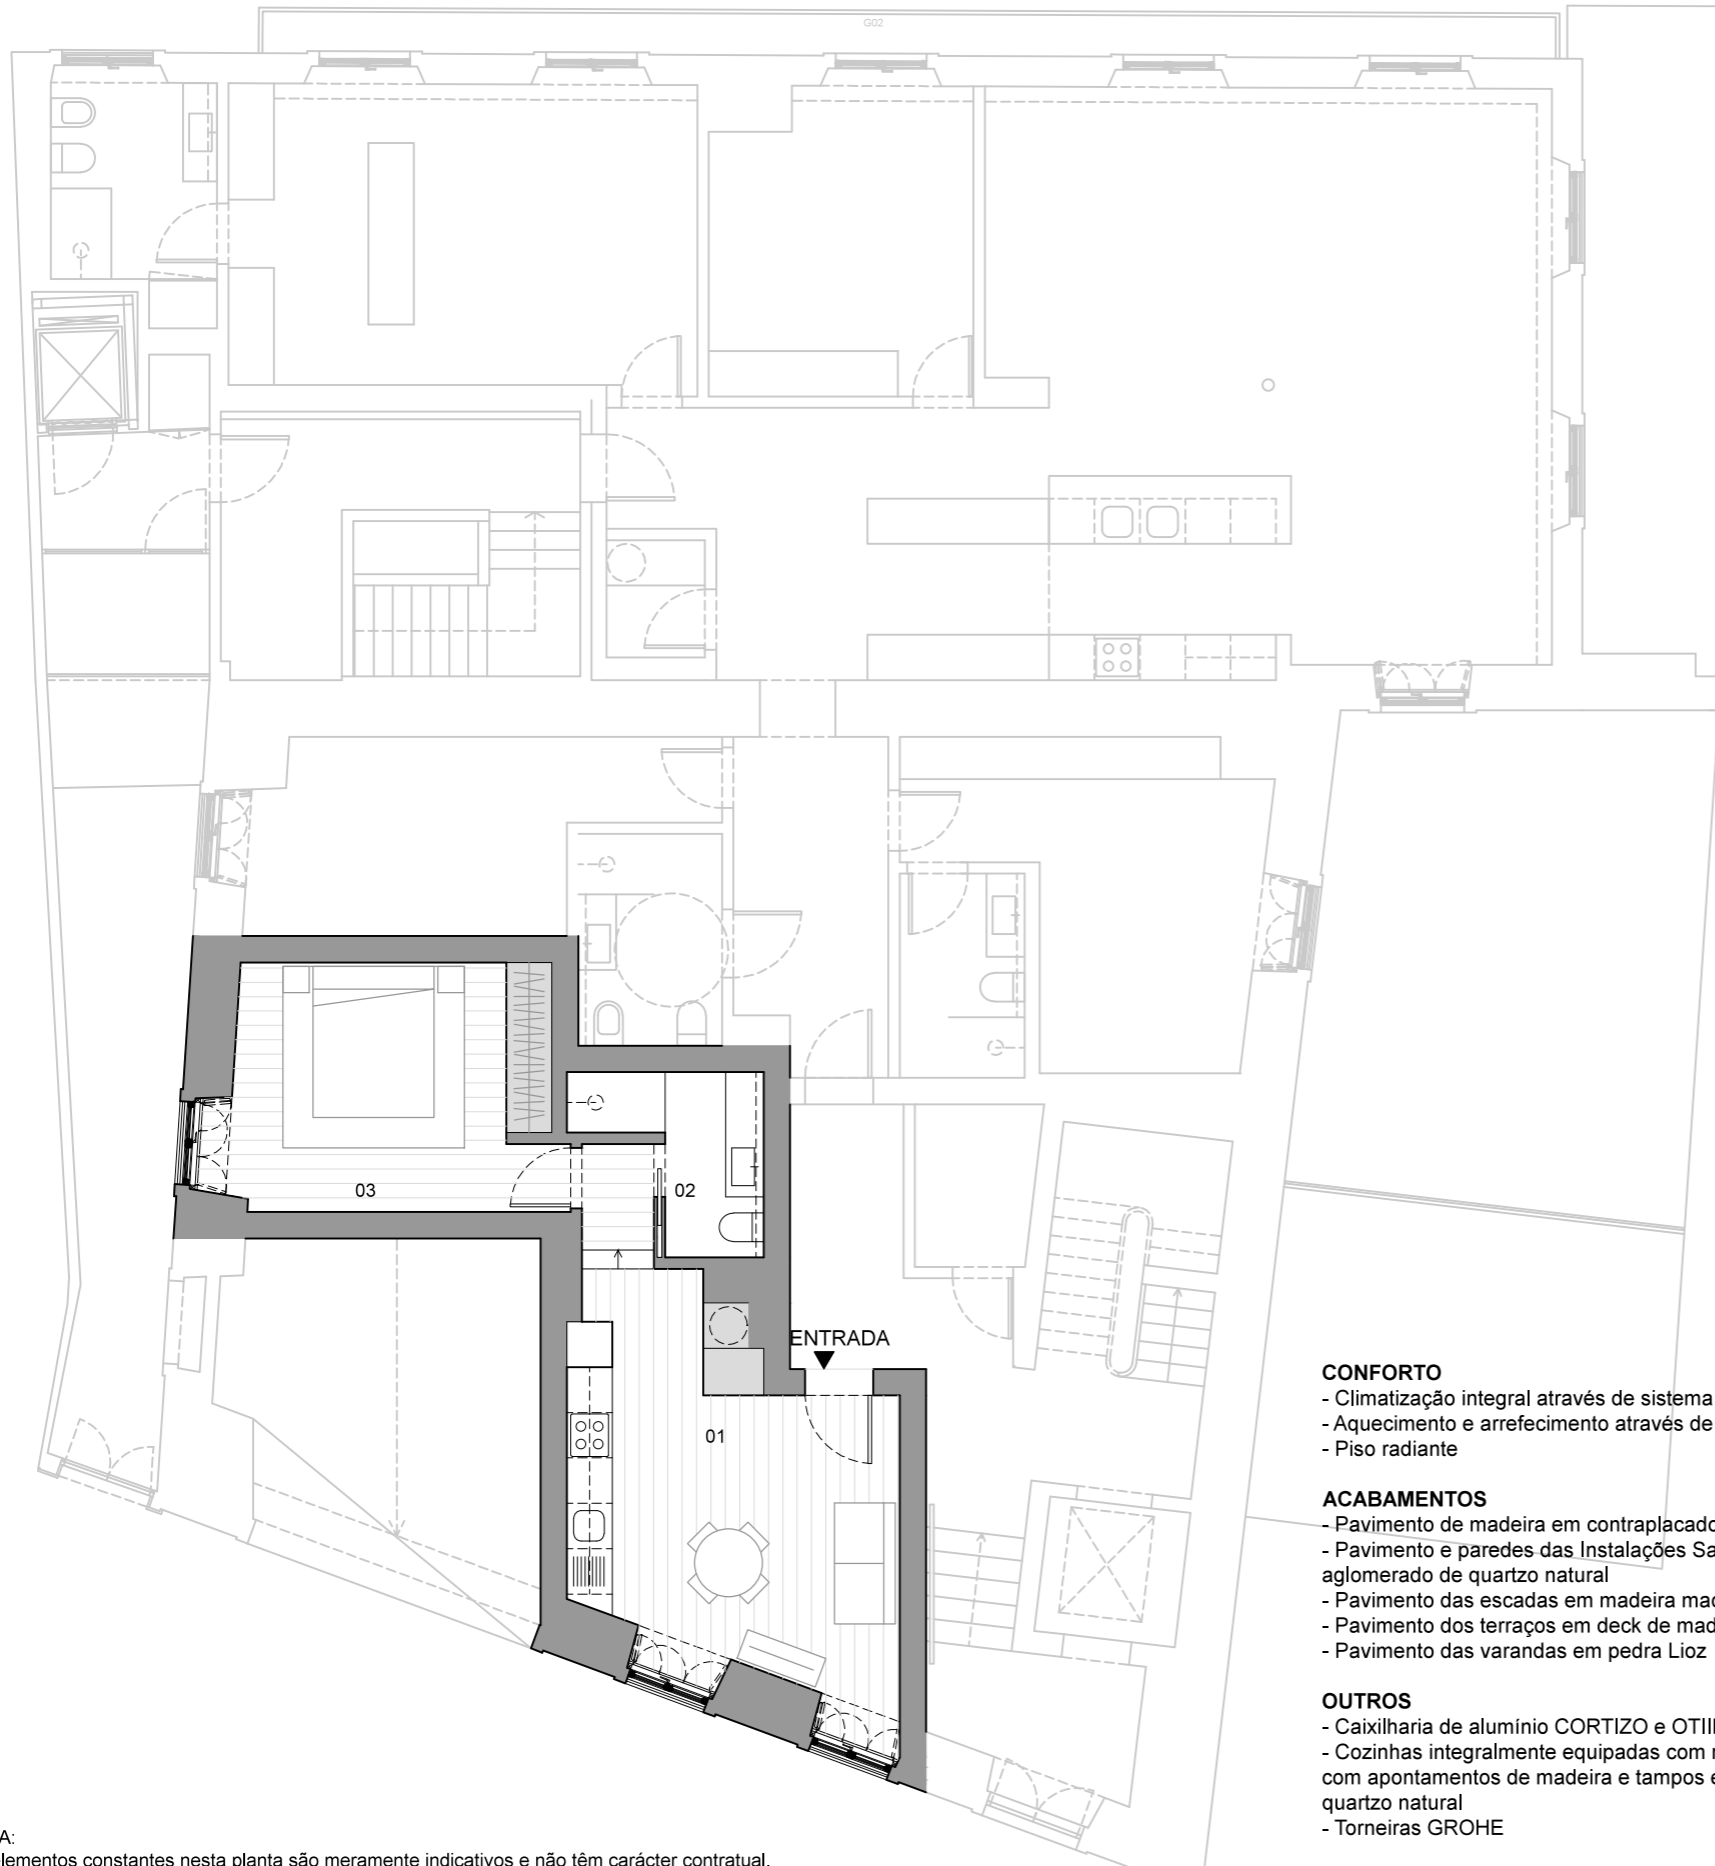 G02
03
02
ENTRADA
01
CONFORTO
- Climatização integral através de sistema
- Aquecimento e arrefecimento através de
- Piso radiante
ACABAMENTOS
- Pavimento de madeira em contraplacado
- Pavimento e paredes das Instalações Sa
aglomerado de quartzo natural
- Pavimento das escadas em madeira mac
- Pavimento dos terraços em deck de mad
- Pavimento das varandas em pedra Lioz
OUTROS
- Caixilharia de alumínio CORTIZO e OTII
- Cozinhas integralmente equipadas com
com apontamentos de madeira e tampos e
quartzo natural
- Torneiras GROHE
A:
lementos constantes nesta planta são meramente indicativos e não têm carácter contratual.